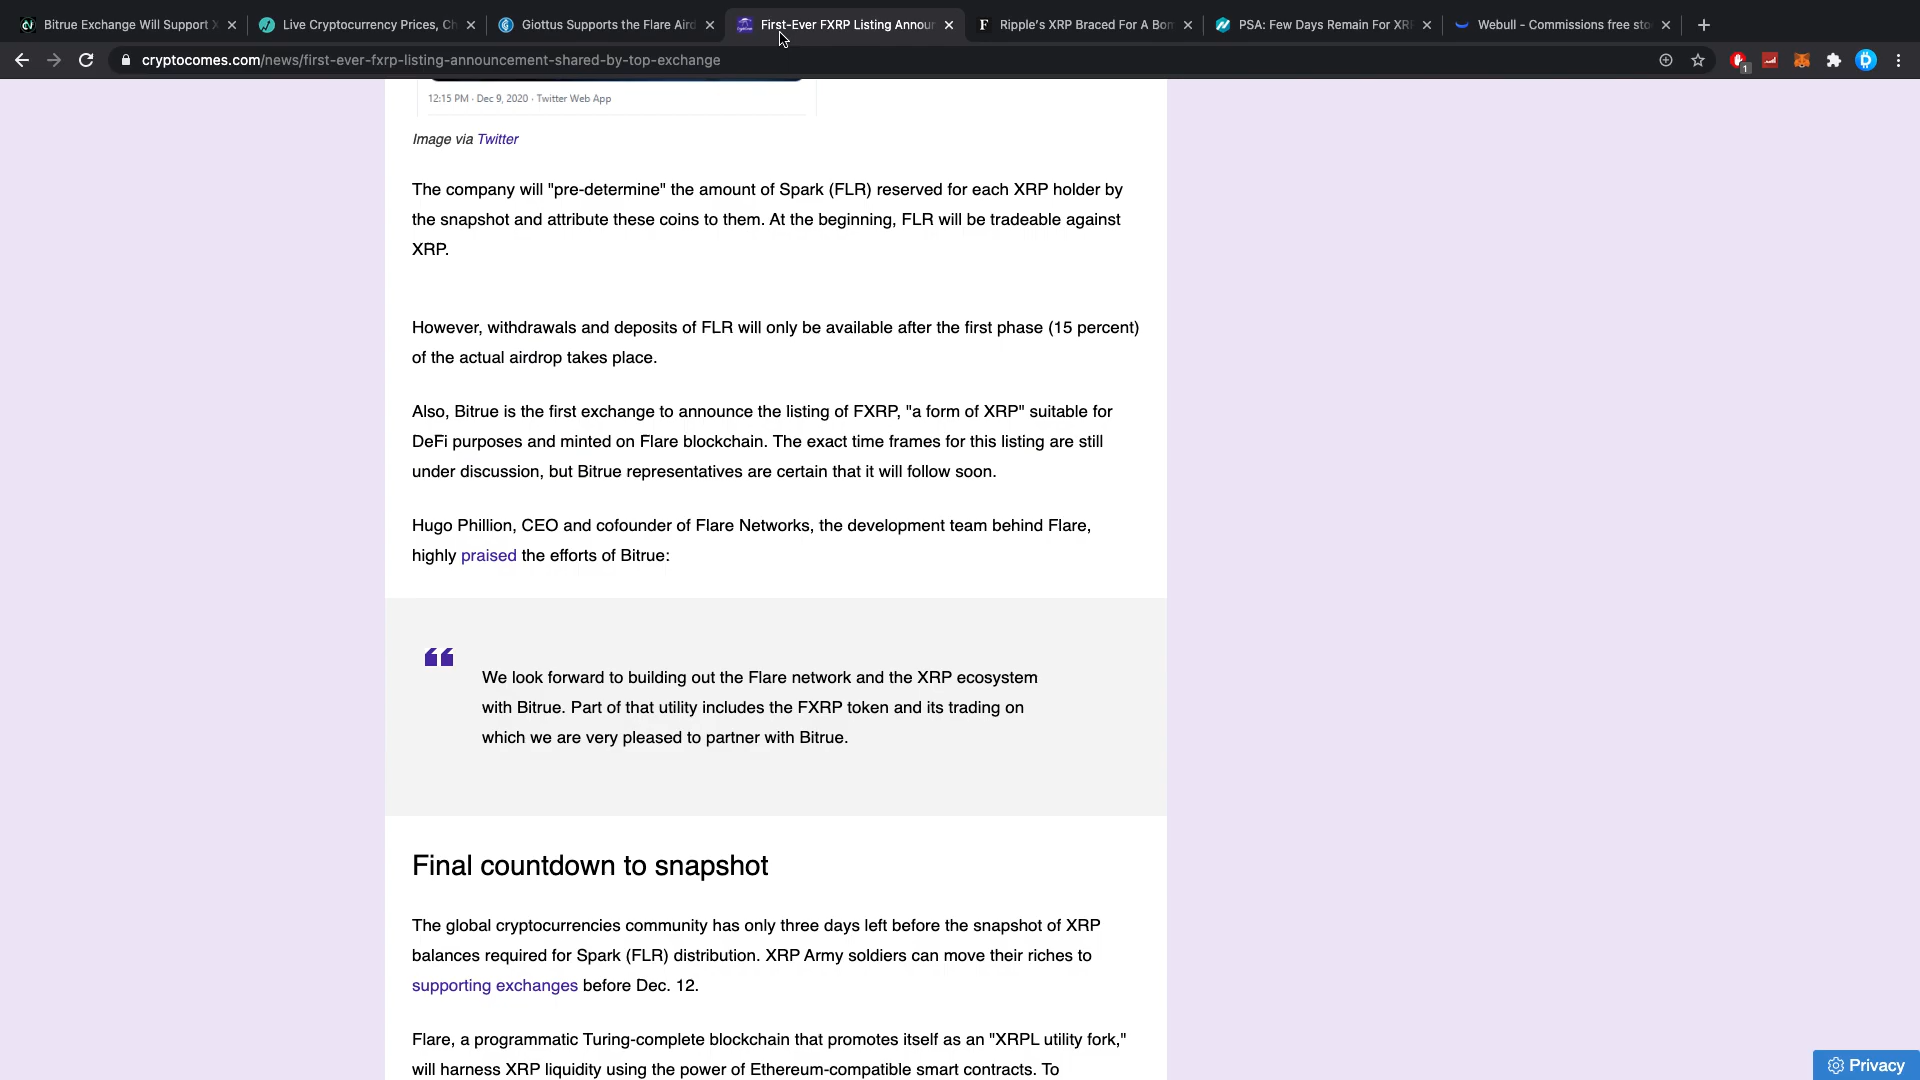 Bitrue Exchange Will Support X
Live Cryptocurrency Prices, Ch
Giottus Supports the Flare Aird
First-Ever FXRP Listing Announ
Ripple's XRP Braced For A Bom
PSA: Few Days Remain For XRP
Webull - Commissions free sto
cryptocomes.com/news/first-ever-fxrp-listing-announcement-shared-by-top-exchange
1
12:15 PM · Dec 9, 2020 · Twitter Web App
Image via Twitter
The company will "pre-determine" the amount of Spark (FLR) reserved for each XRP holder by
the snapshot and attribute these coins to them. At the beginning, FLR will be tradeable against
XRP.
However, withdrawals and deposits of FLR will only be available after the first phase (15 percent)
of the actual airdrop takes place.
Also, Bitrue is the first exchange to announce the listing of FXRP, "a form of XRP" suitable for
DeFi purposes and minted on Flare blockchain. The exact time frames for this listing are still
under discussion, but Bitrue representatives are certain that it will follow soon.
Hugo Phillion, CEO and cofounder of Flare Networks, the development team behind Flare,
highly praised the efforts of Bitrue:
We look forward to building out the Flare network and the XRP ecosystem
with Bitrue. Part of that utility includes the FXRP token and its trading on
which we are very pleased to partner with Bitrue.
Final countdown to snapshot
The global cryptocurrencies community has only three days left before the snapshot of XRP
balances required for Spark (FLR) distribution. XRP Army soldiers can move their riches to
supporting exchanges before Dec. 12.
Flare, a programmatic Turing-complete blockchain that promotes itself as an "XRPL utility fork,"
will harness XRP liquidity using the power of Ethereum-compatible smart contracts. To
Privacy